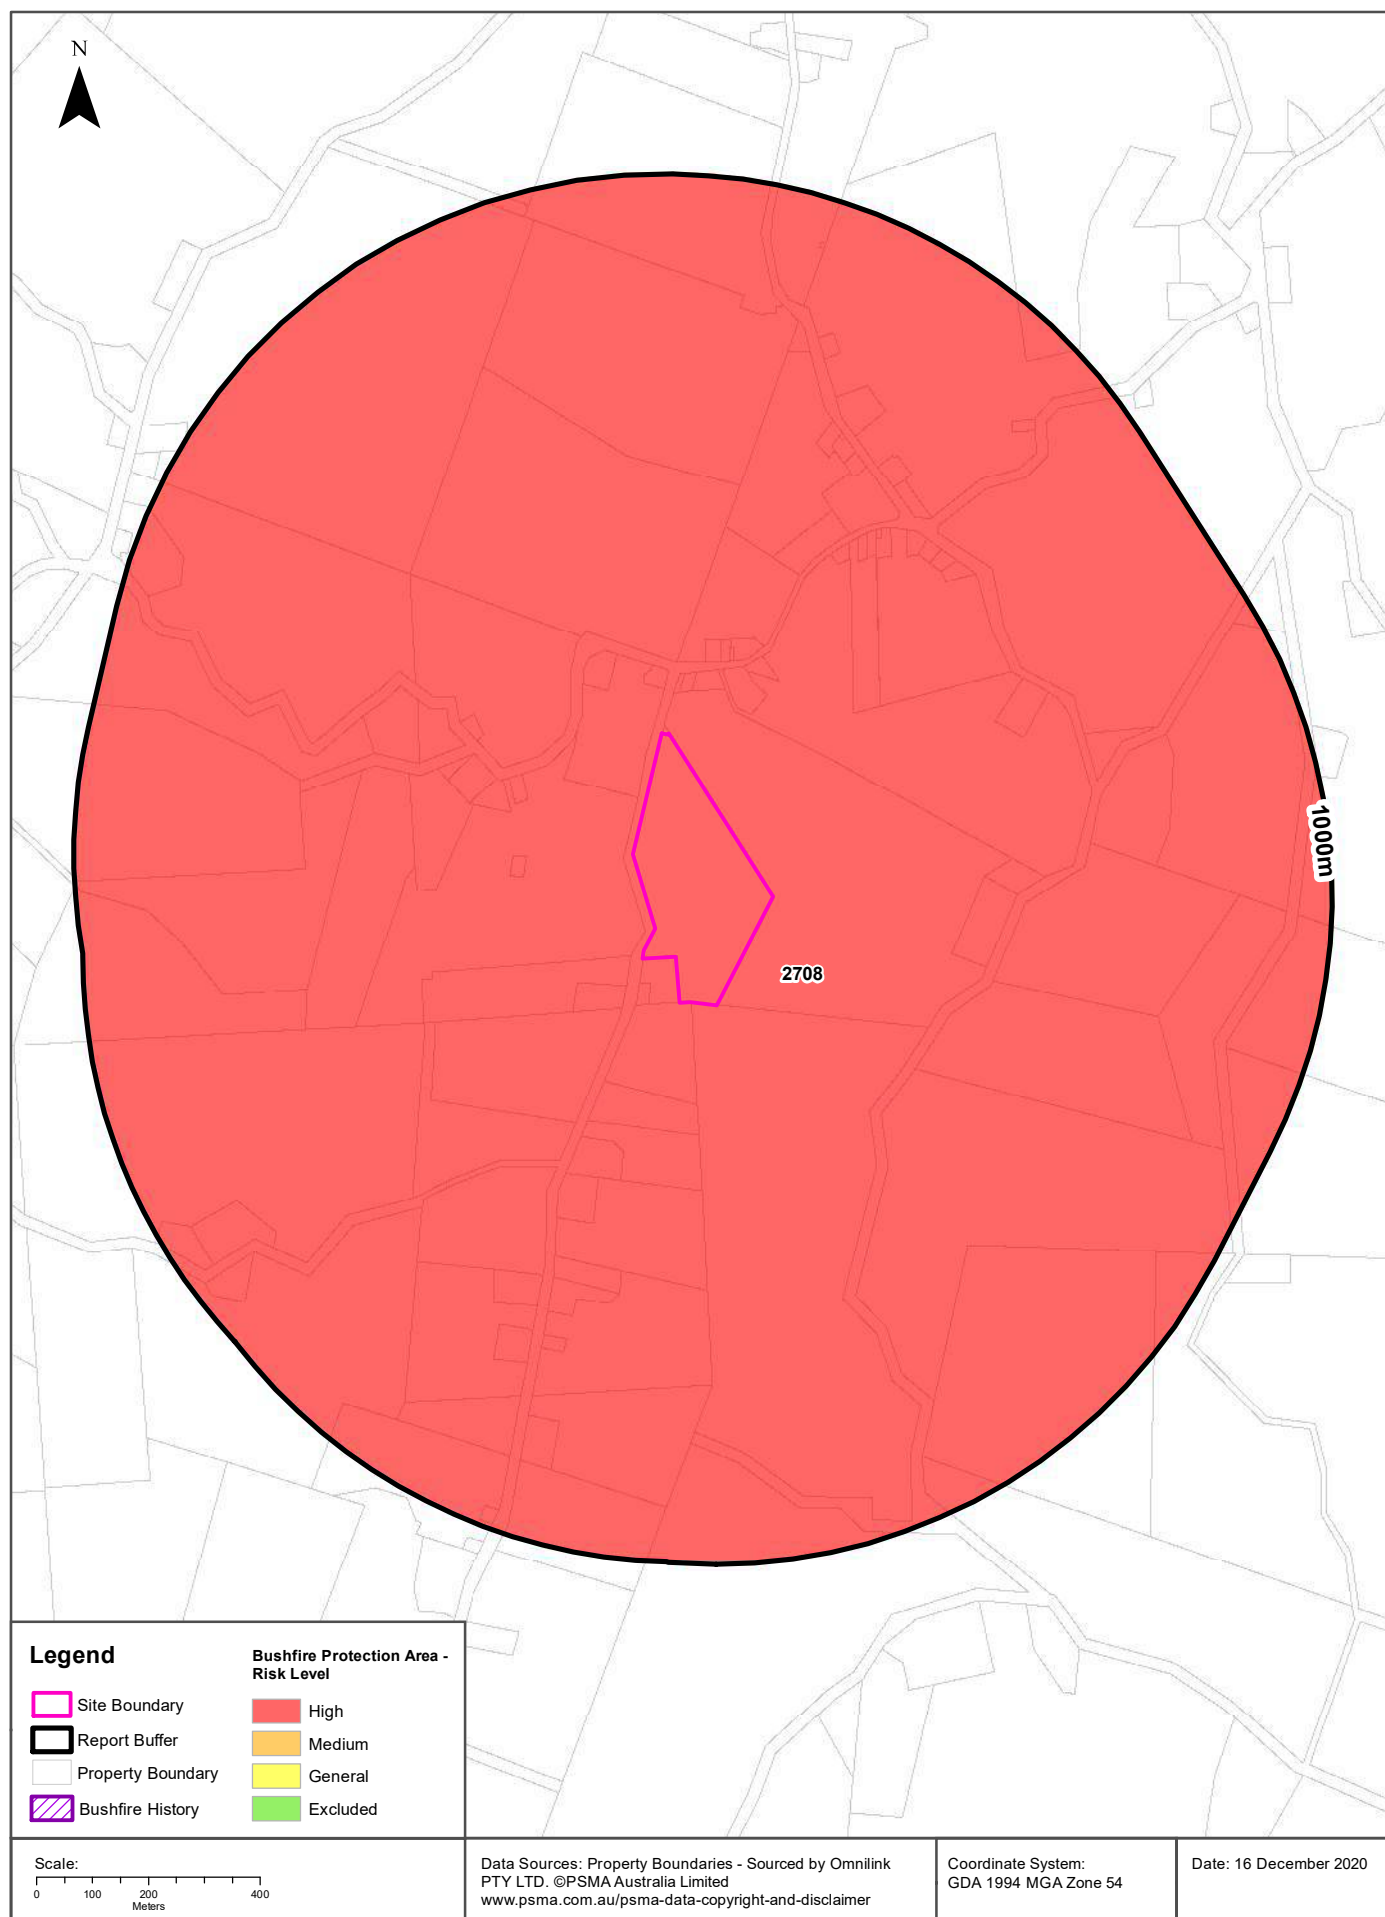 N
1000m
2708
Legend
Site Boundary
Report Buffer
Property Boundary
Bushfire History
Bushfire Protection Area -
Risk Level
High
Medium
General
Excluded
Scale:
0 100 200 400
Meters
Data Sources: Property Boundaries - Sourced by Omnilink
PTY LTD. ©PSMA Australia Limited
www.psma.com.au/psma-data-copyright-and-disclaimer
Coordinate System:
GDA 1994 MGA Zone 54
Date: 16 December 2020